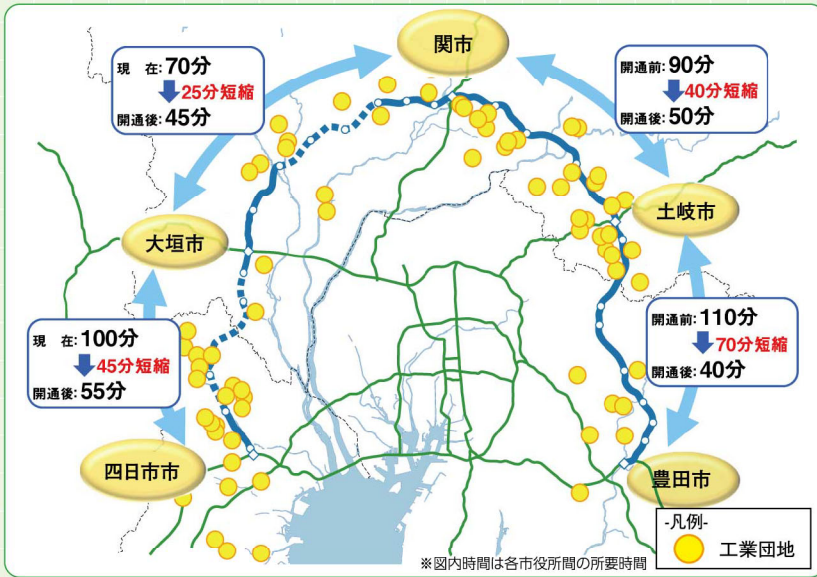 関市
現　在：70分
25分短縮
開通後：45分
開通前：90分
40分短縮
開通後：50分
大垣市
土岐市
現　在：100分
45分短縮
開通後：55分
開通前：110分
70分短縮
開通後：40分
四日市市
豊田市
-凡例-
工業団地
※図内時間は各市役所間の所要時間